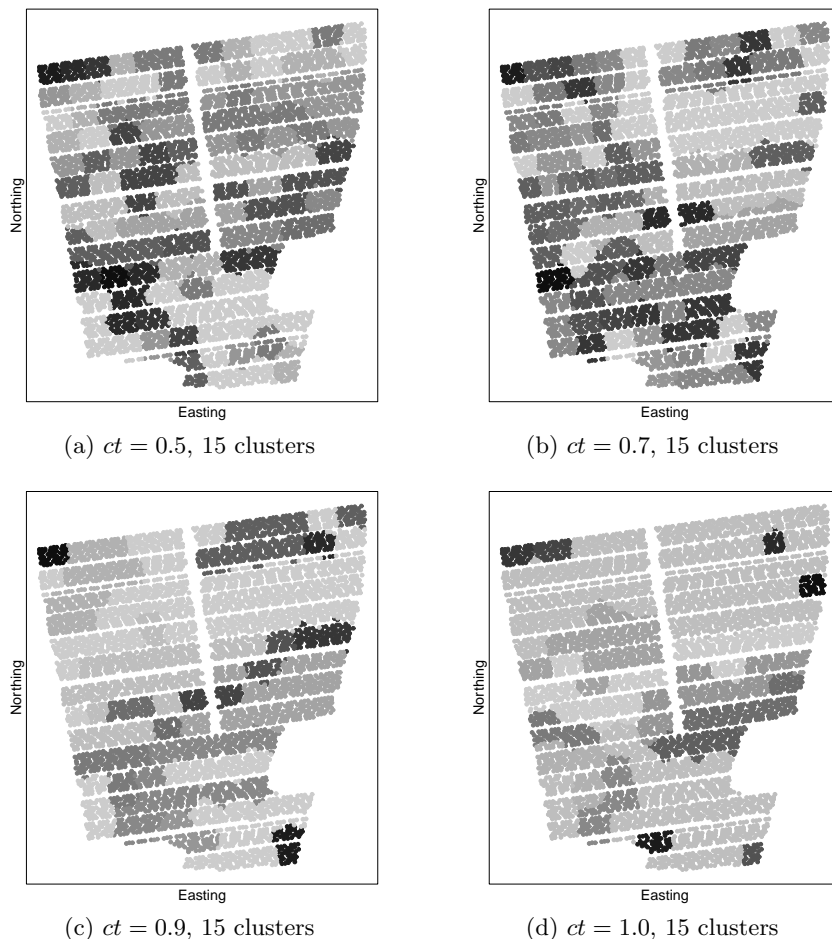 Northing
Northing
Easting
Easting
(a) ct = 0.5, 15 clusters
(b) ct = 0.7, 15 clusters
Northing
Northing
Easting
Easting
(c) ct = 0.9, 15 clusters
(d) ct = 1.0, 15 clusters